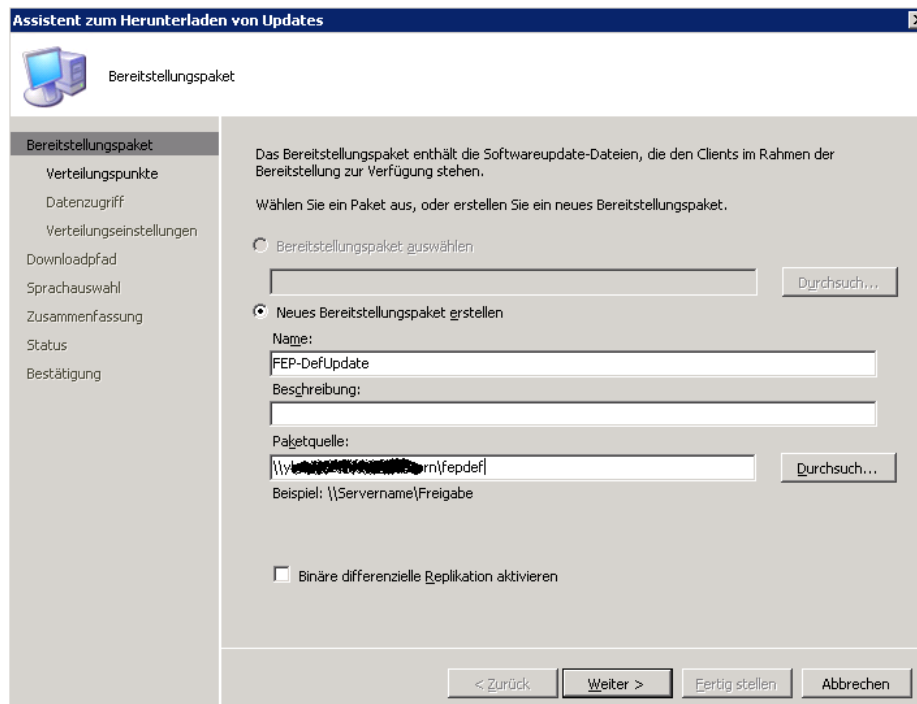 Assistent zum Herunterladen von Updates
Bereitstellungspaket
Bereitstellungspaket
Verteilungspunkte
Datenzugriff
Verteilungseinstellungen
Downloadpfad
Sprachauswahl
Zusammenfassung
Status
Bestätigung
Das Bereitstellungspaket enthält die Softwareupdate-Dateien, die den Clients im Rahmen der
Bereitstellung zur Verfügung stehen.
Wählen Sie ein Paket aus, oder erstellen Sie ein neues Bereitstellungspaket.
Bereitstellungspaket auswählen
Durchsuch...
Neues Bereitstellungspaket erstellen
Name:
FEP-DefUpdate
Beschreibung:
Paketquelle:
rn\fepdef
Durchsuch...
Beispiel: \\Servername\Freigabe
Binäre differenzielle Replikation aktivieren
< Zurück
Weiter >
Fertig stellen
Abbrechen